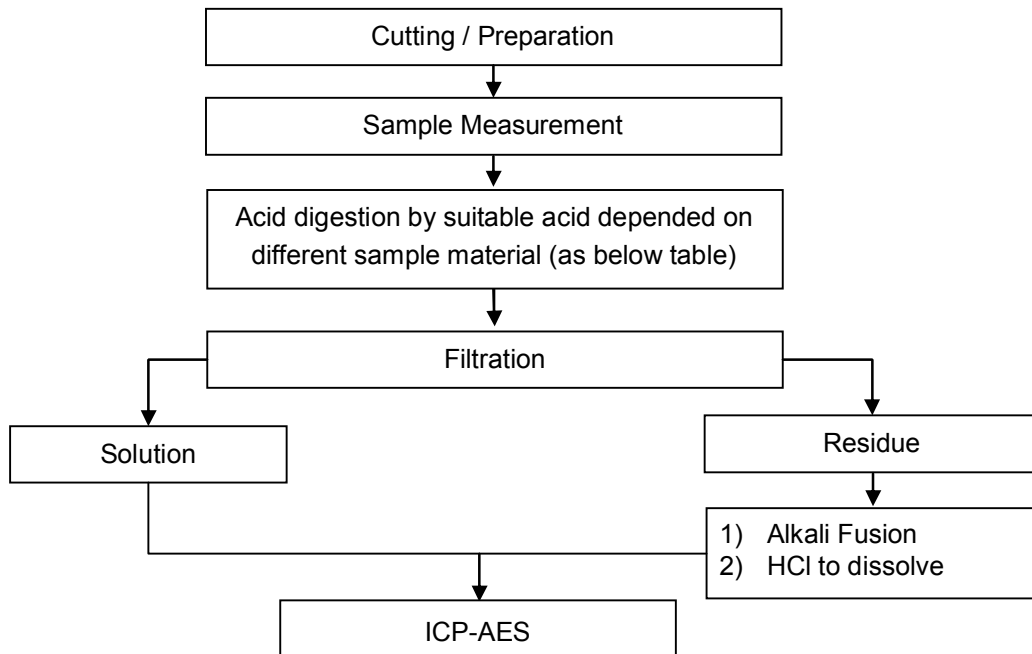 Cutting / Preparation
Sample Measurement
Acid digestion by suitable acid depended on
different sample material (as below table)
Filtration
Solution
Residue
1) Alkali Fusion
2) HCl to dissolve
ICP-AES